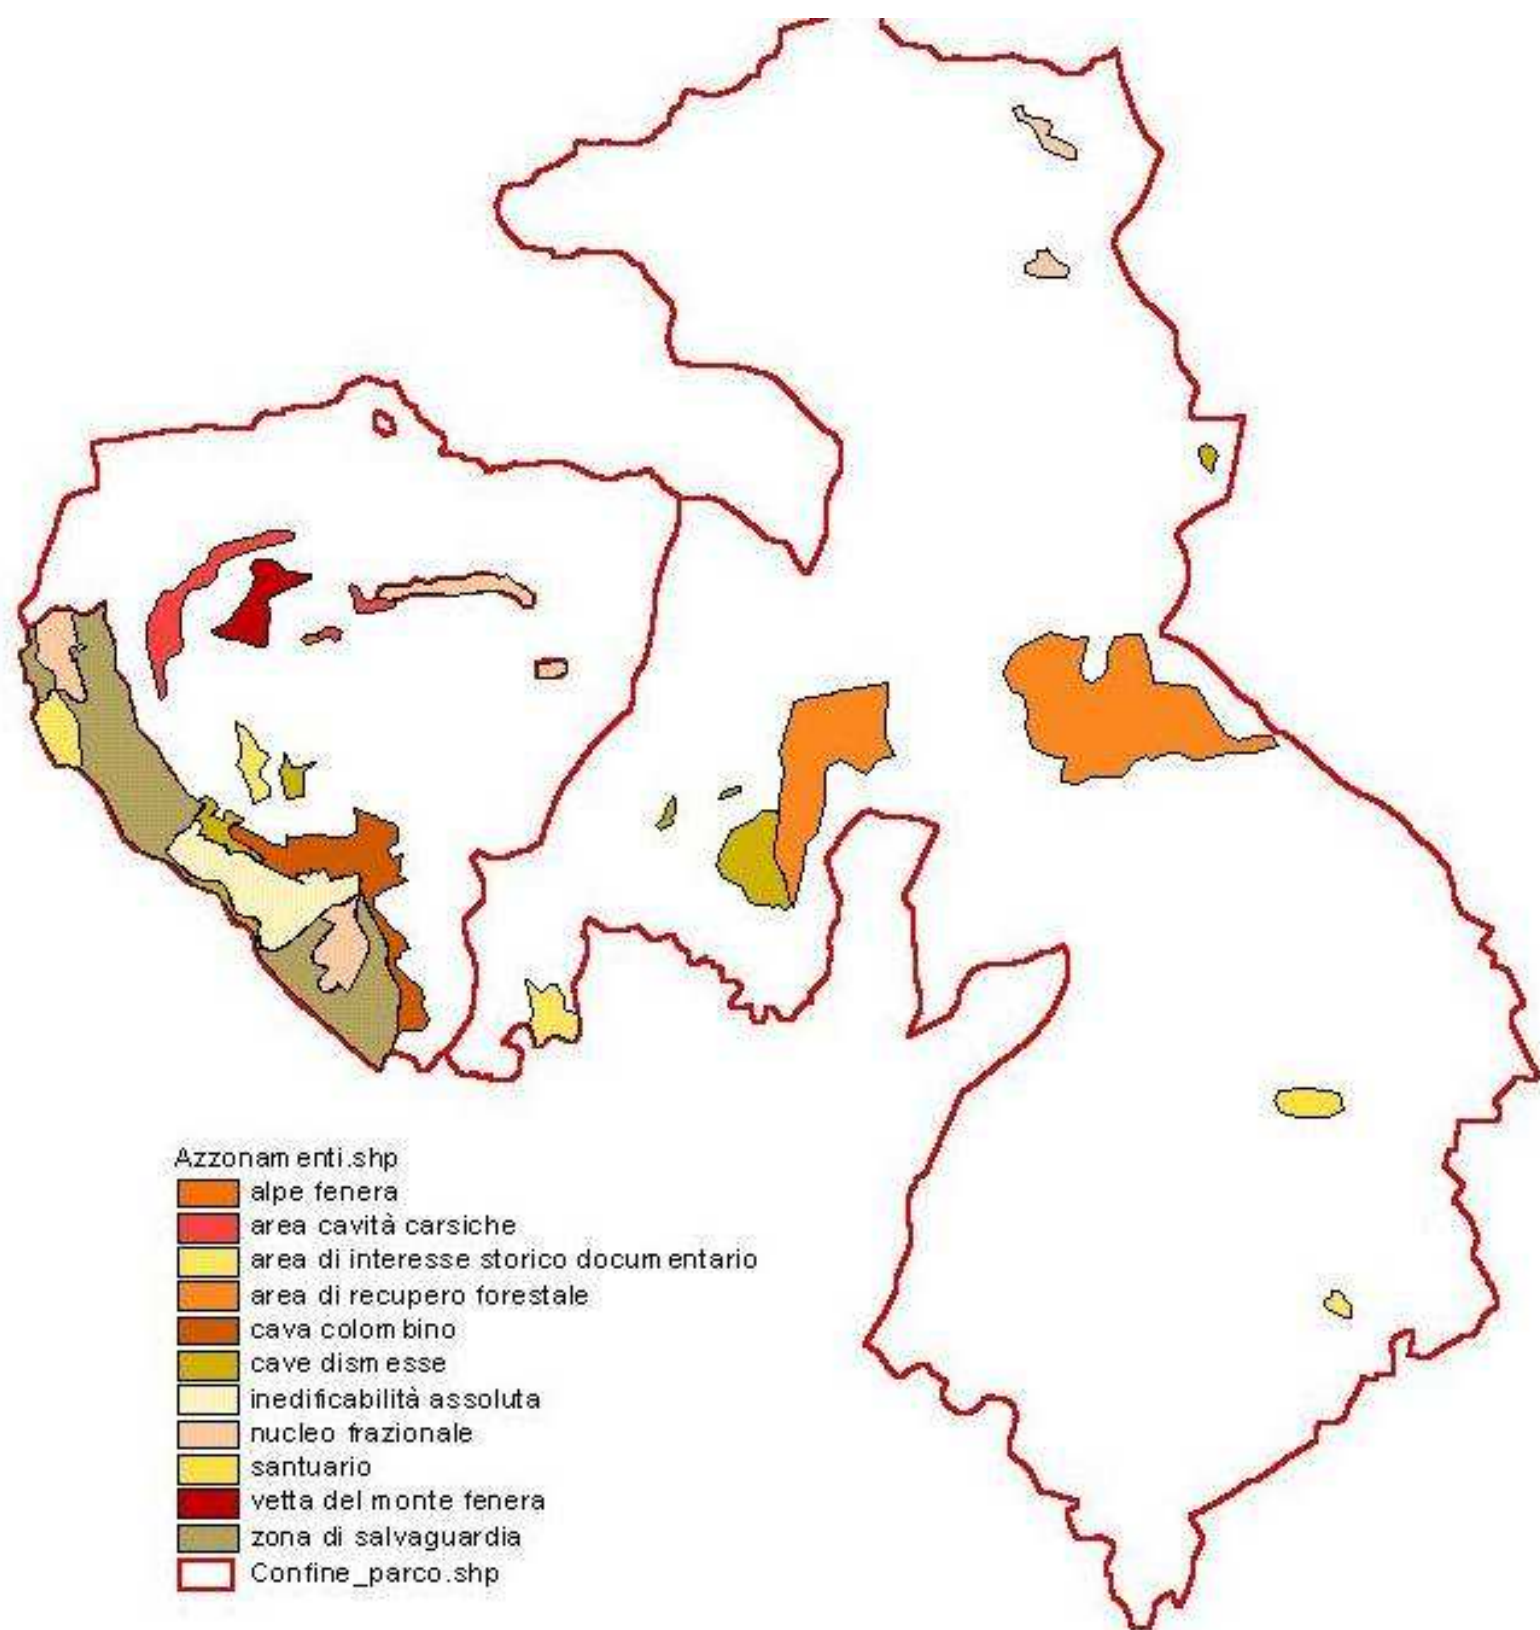 Azzonamenti.shp
alpe fenera
area cavità carsiche
area di interesse storico documentario
area di recupero forestale
cava colombino
cave dismesse
inedificabilità assoluta
nucleo frazionale
santuario
vetta del monte fenera
zona di salvaguardia
Confine_parco.shp